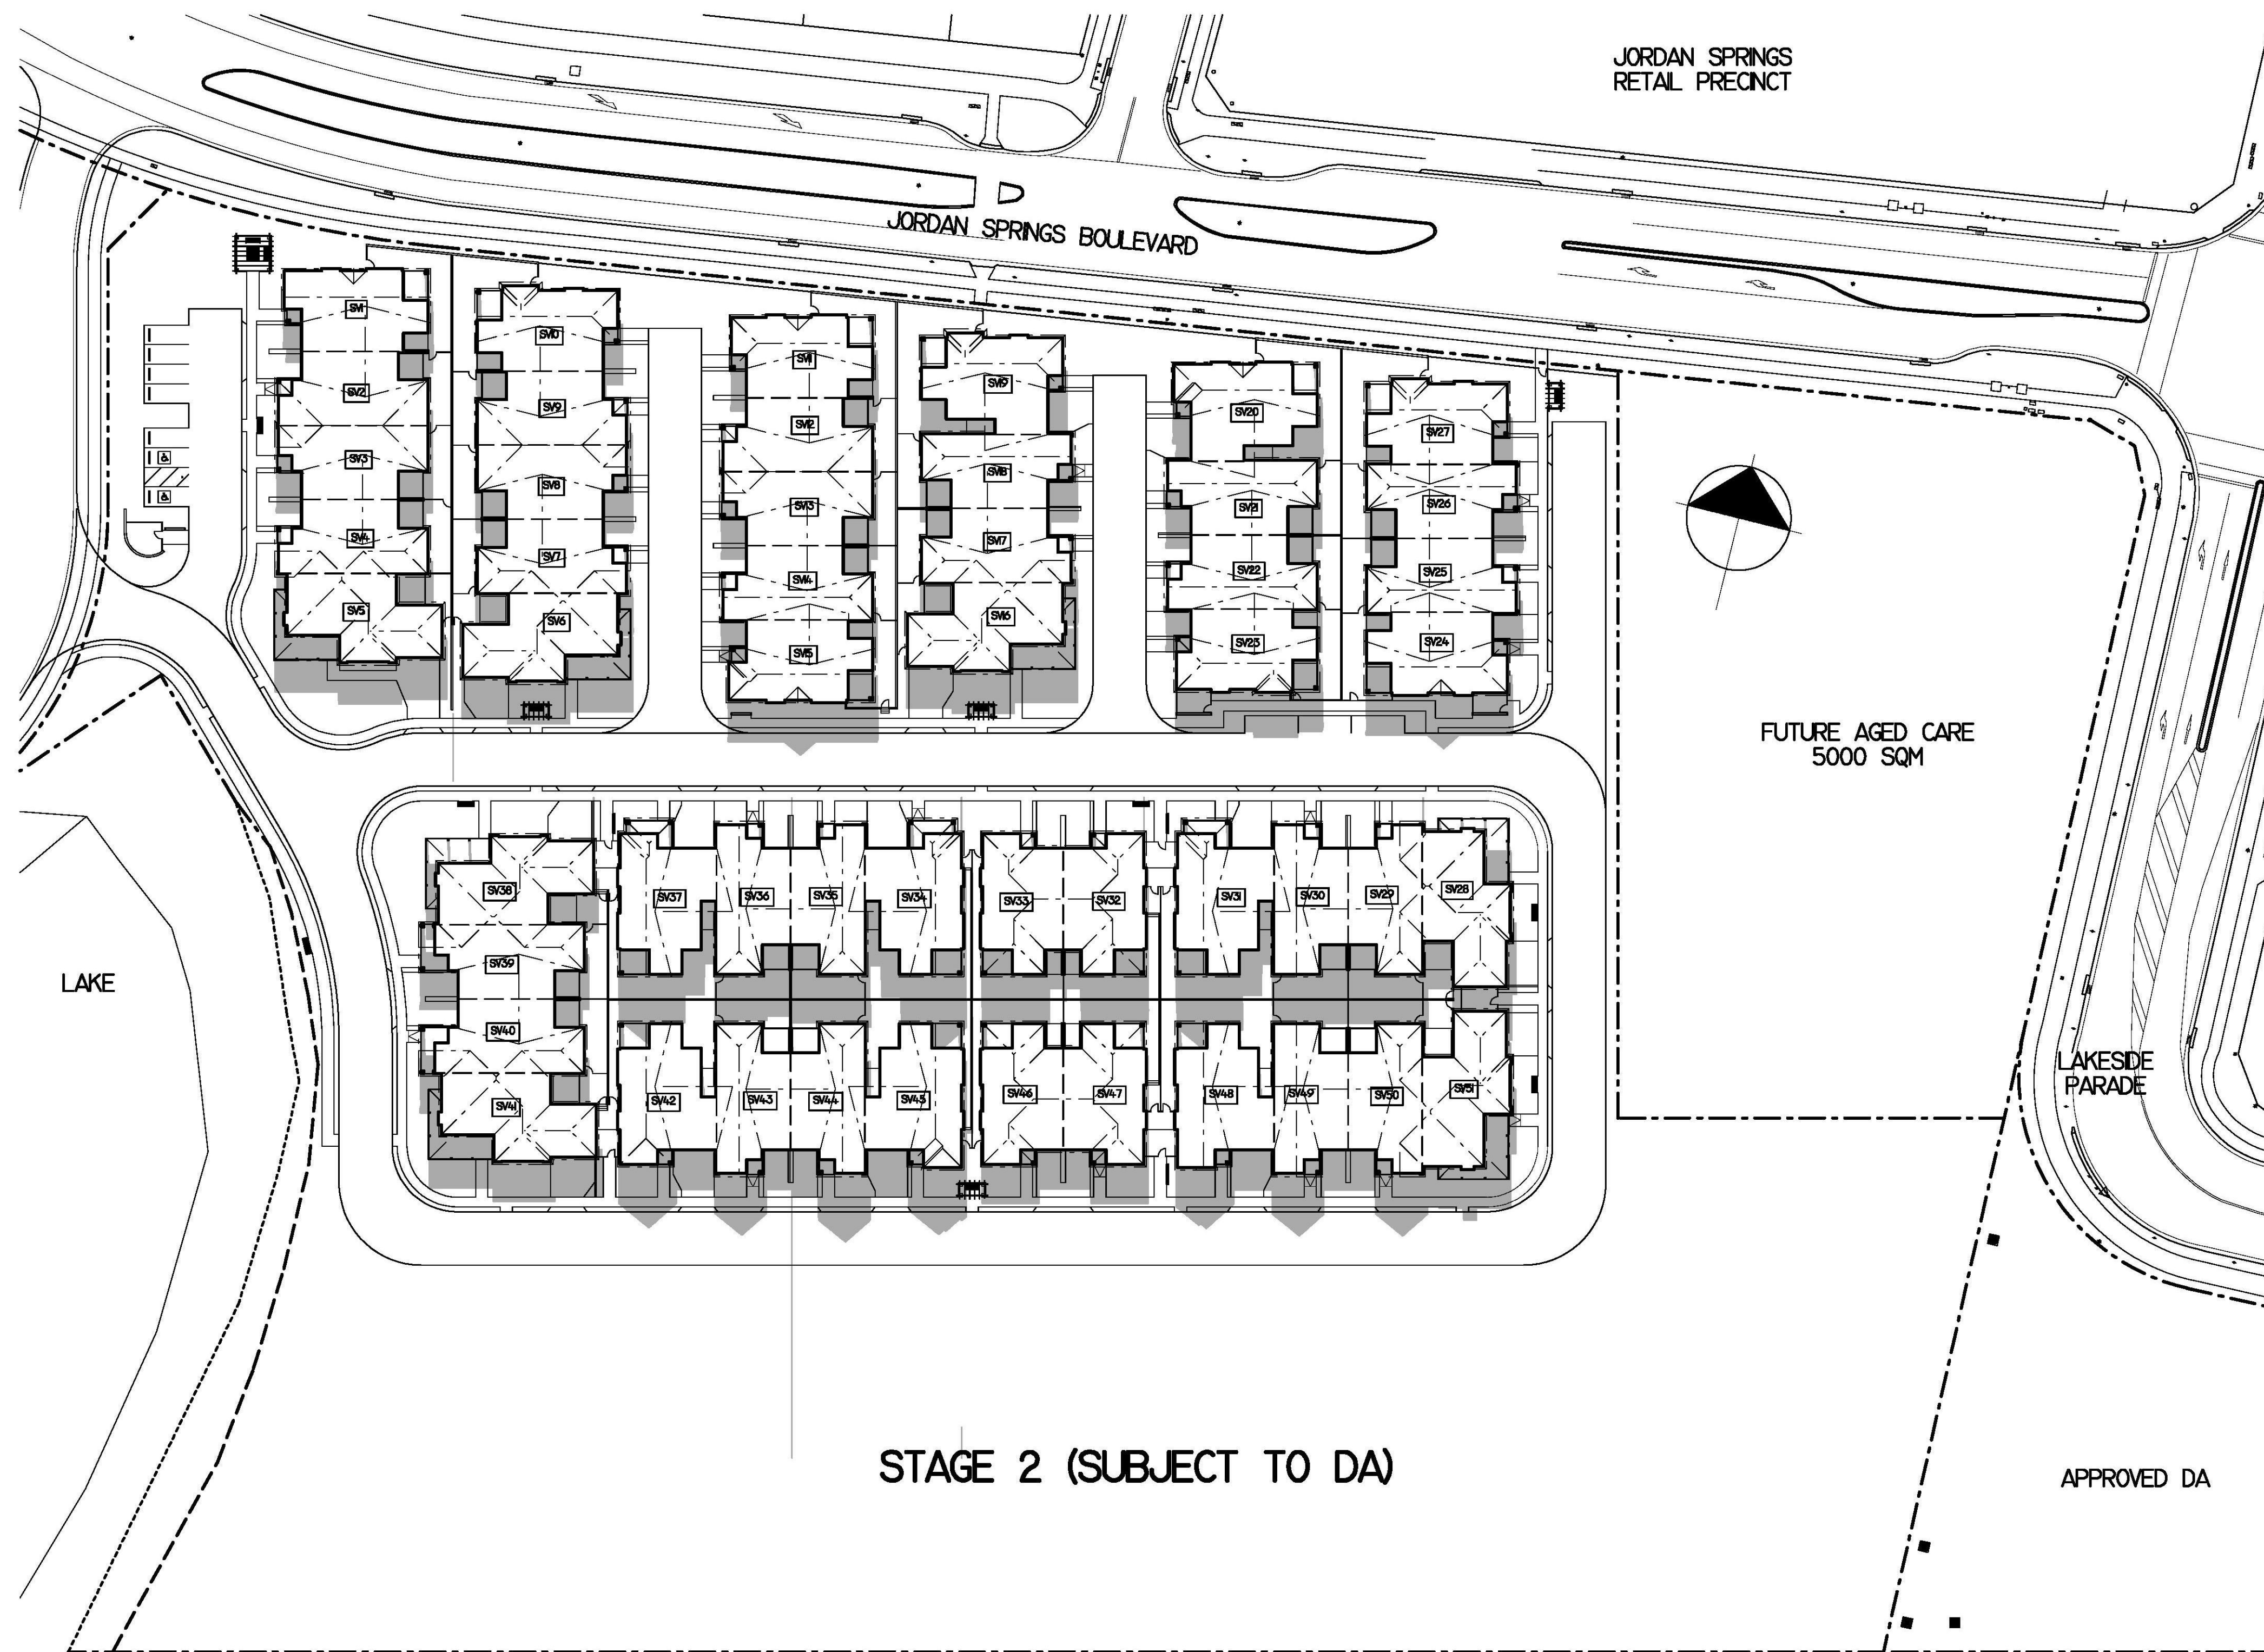 JORDAN SPRINGS
RETAIL PRECINCT
JORDAN SPRINGS BOULEVARD
SV1
SV10
SV11
SV19
SV20
SV27
SV2
SV9
SV12
SV18
SV21
SV26
SV3
SV8
SV13
SV17
SV22
SV25
SV4
SV7
SV14
SV16
SV23
SV24
SV5
SV6
SV15
FUTURE AGED CARE
5000 SQM
SV38
SV37
SV36
SV35
SV34
SV33
SV32
SV31
SV30
SV29
SV28
SV39
LAKE
SV40
SV41
SV42
SV43
SV44
SV45
SV46
SV47
SV48
SV49
SV50
SV51
LAKESIDE
PARADE
STAGE 2 (SUBJECT TO DA)
APPROVED DA